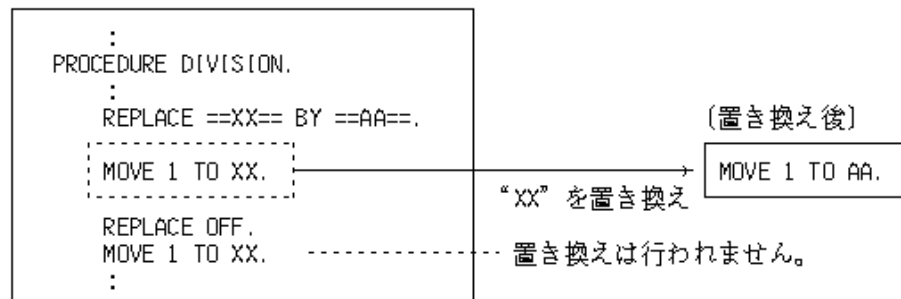 :
PROCEDURE DIVISION.
:
REPLACE ==XX== BY ==AA==.
[置き換え後]
MOVE 1 TO XX.
MOVE 1 TO AA.
“XX”を置き換え
REPLACE OFF.
MOVE 1 TO XX.
置き換えは行われません。
: